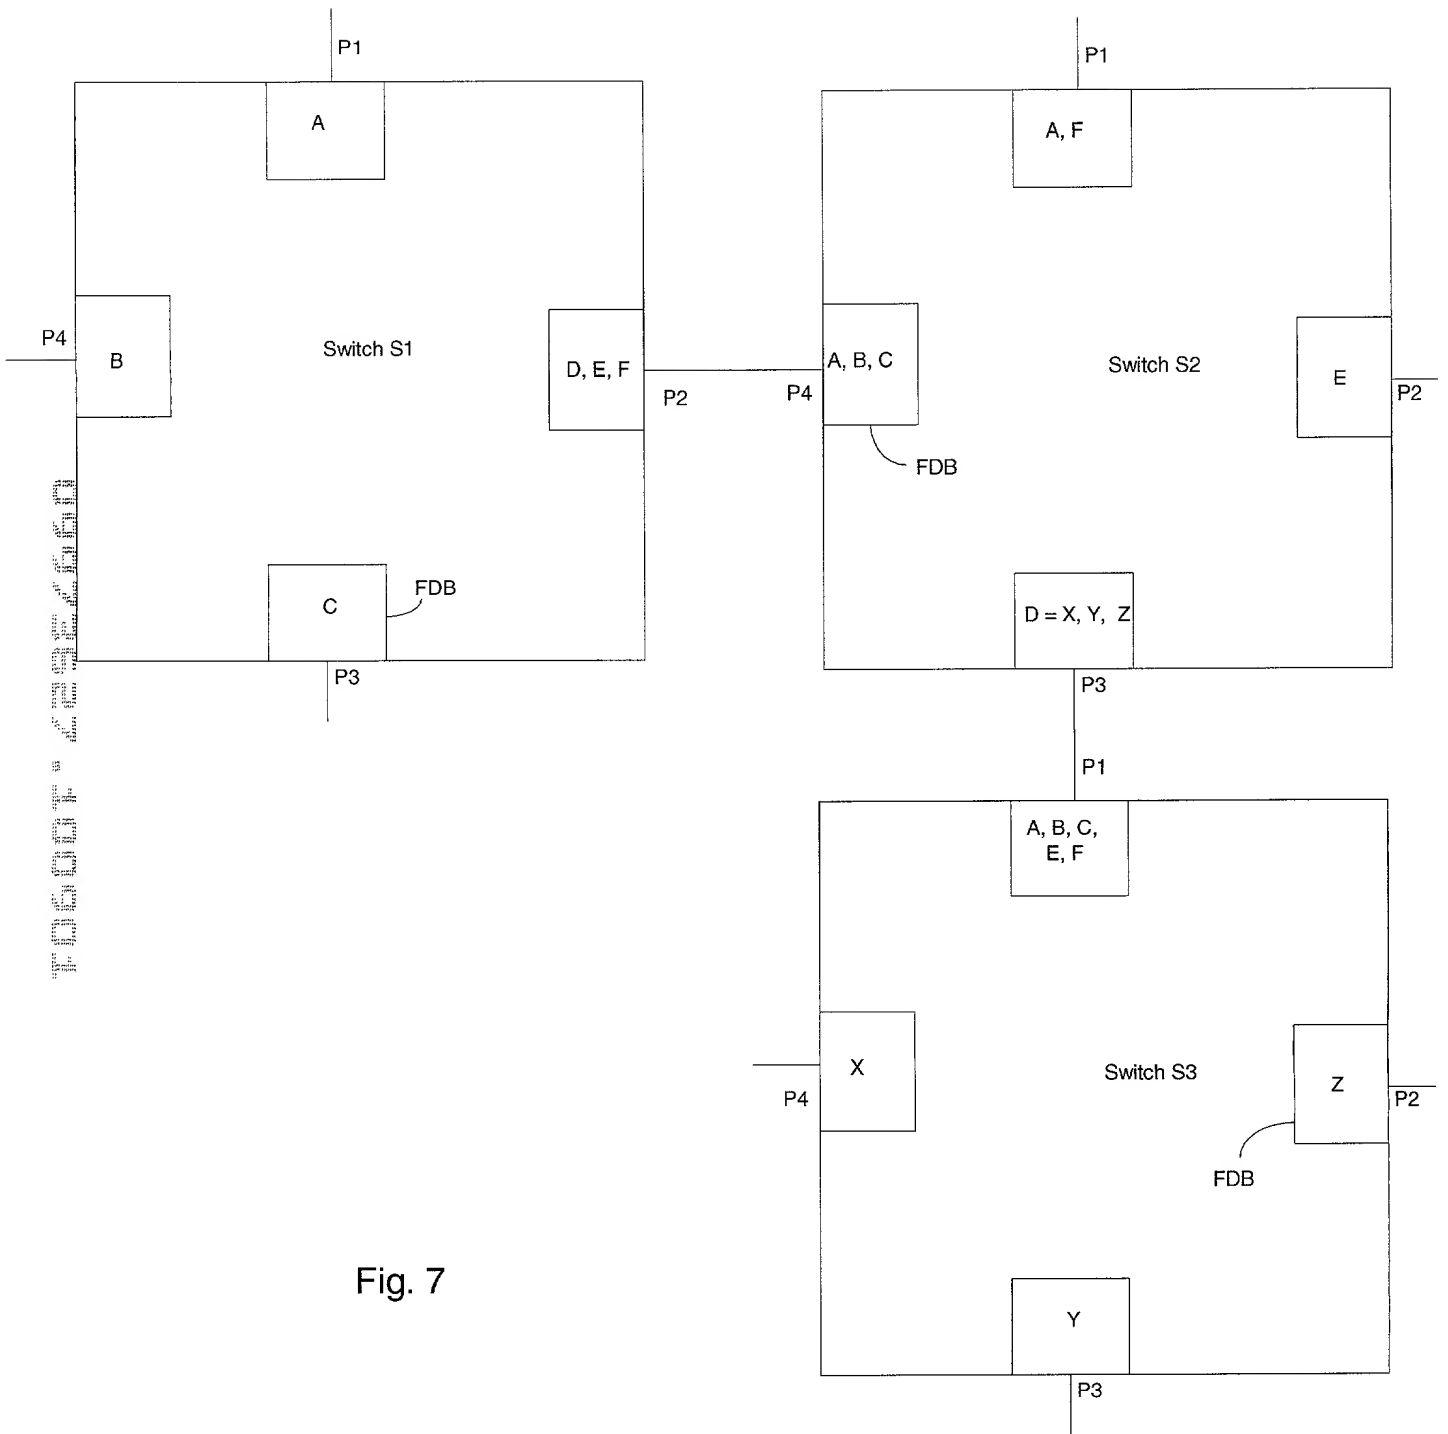 P1
A
P4
B
Switch S1
D, E, F
P2
C
FDB
P3
P1
A, F
P4
A, B, C
FDB
Switch S2
E
P2
D = X, Y, Z
P3
P1
A, B, C,
E, F
X
P4
Switch S3
Z
P2
FDB
Y
P3
Fig. 7